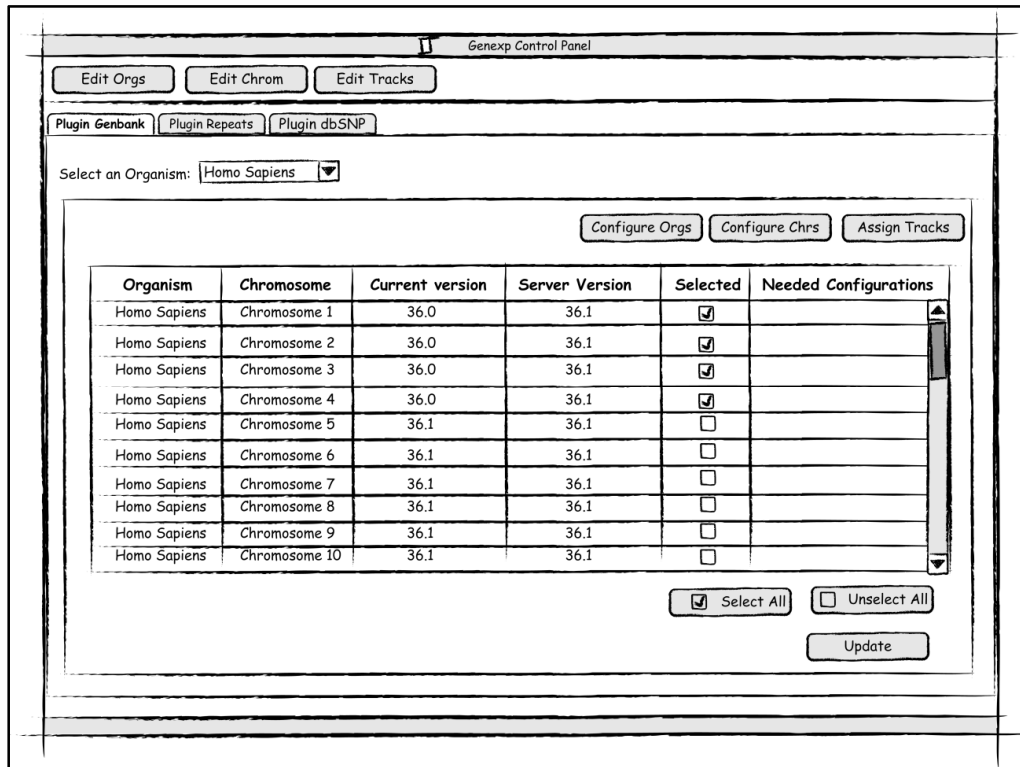 Genexp Control Panel
Edit Orgs Edit Chrom Edit Tracks
Plugin Genbank Plugin Repeats Plugin dbSNP
Select an Organism: Homo Sapiens
Configure Orgs Configure Chrs Assign Tracks
Organism Chromosome Current version Server Version Selected Needed Configurations
Homo Sapiens Chromosome 1 36.0 36.1
Homo Sapiens Chromosome 2 36.0 36.1
Homo Sapiens Chromosome 3 36.0 36.1
Homo Sapiens Chromosome 4 36.0 36.1
Homo Sapiens Chromosome 5 36.1 36.1
Homo Sapiens Chromosome 6 36.1 36.1
Homo Sapiens Chromosome 7 36.1 36.1
Homo Sapiens Chromosome 8 36.1 36.1
Homo Sapiens Chromosome 9 36.1 36.1
Homo Sapiens Chromosome 10 36.1 36.1
Select All Unselect All
Update